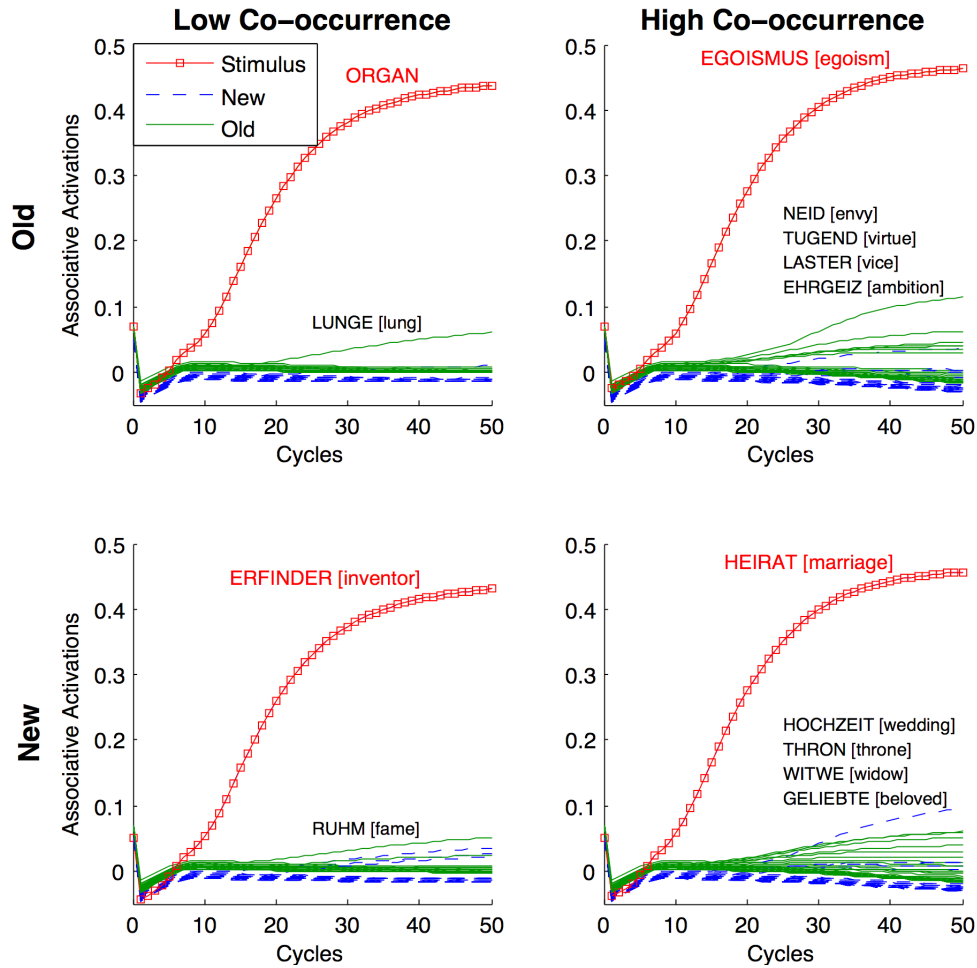 Low Co-occurrence
High Co-occurrence
Old
Associative Activations
0.5
0.4
0.3
0.2
0.1
0
Stimulus
New
Old
ORGAN
LUNGE [lung]
0 10 20 30 40 50
Cycles
Associative Activations
0.5
0.4
0.3
0.2
0.1
0
EGOISMUS [egoism]
NEID [envy]
TUGEND [virtue]
LASTER [vice]
EHRGEIZ [ambition]
0 10 20 30 40 50
Cycles
New
Associative Activations
0.5
0.4
0.3
0.2
0.1
0
ERFINDER [inventor]
RUHM [fame]
0 10 20 30 40 50
Cycles
Associative Activations
0.5
0.4
0.3
0.2
0.1
0
HEIRAT [marriage]
HOCHZEIT [wedding]
THRON [throne]
WITWE [widow]
GELIEBTE [beloved]
0 10 20 30 40 50
Cycles